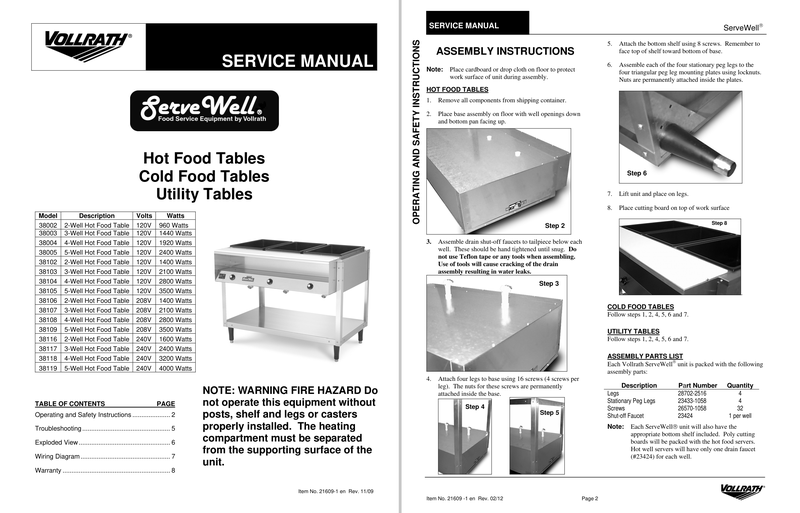 VOLLRATH®
SERVICE MANUAL
ServeWell®
Food Service Equipment by Vollrath
Hot Food Tables
Cold Food Tables
Utility Tables
Model Description Volts Watts
38002 2-Well Hot Food Table 120V 960 Watts
38003 3-Well Hot Food Table 120V 1440 Watts
38004 4-Well Hot Food Table 120V 1920 Watts
38005 5-Well Hot Food Table 120V 2400 Watts
38102 2-Well Hot Food Table 120V 1400 Watts
38103 3-Well Hot Food Table 120V 2100 Watts
38104 4-Well Hot Food Table 120V 2800 Watts
38105 5-Well Hot Food Table 120V 3500 Watts
38106 2-Well Hot Food Table 208V 1400 Watts
38107 3-Well Hot Food Table 208V 2100 Watts
38108 4-Well Hot Food Table 208V 2800 Watts
38109 5-Well Hot Food Table 208V 3500 Watts
38116 2-Well Hot Food Table 240V 1600 Watts
38117 3-Well Hot Food Table 240V 2400 Watts
38118 4-Well Hot Food Table 240V 3200 Watts
38119 5-Well Hot Food Table 240V 4000 Watts
TABLE OF CONTENTS PAGE
Operating and Safety Instructions ..................... 2
Troubleshooting ..................... 5
Exploded View ..................... 6
Wiring Diagram ..................... 7
Warranty ..................... 8
NOTE: WARNING FIRE HAZARD Do
not operate this equipment without
posts, shelf and legs or casters
properly installed. The heating
compartment must be separated
from the supporting surface of the
unit.
Item No. 21609-1 en Rev. 11/09
SERVICE MANUAL
ServeWell®
OPERATING AND SAFETY INSTRUCTIONS
ASSEMBLY INSTRUCTIONS
Note: Place cardboard or drop cloth on floor to protect
work surface of unit during assembly.
HOT FOOD TABLES
1. Remove all components from shipping container.
2. Place base assembly on floor with well openings down
and bottom pan facing up.
Step 2
3. Assemble drain shut-off faucets to tailpiece below each
well. These should be hand tightened until snug. Do
not use Teflon tape or any tools when assembling.
Use of tools will cause cracking of the drain
assembly resulting in water leaks.
Step 3
4. Attach four legs to base using 16 screws (4 screws per
leg). The nuts for these screws are permanently
attached inside the base.
Step 4
Step 5
5. Attach the bottom shelf using 8 screws. Remember to
face top of shelf toward bottom of base.
6. Assemble each of the four stationary peg legs to the
four triangular peg leg mounting plates using locknuts.
Nuts are permanently attached inside the plates.
Step 6
7. Lift unit and place on legs.
8. Place cutting board on top of work surface
Step 8
COLD FOOD TABLES
Follow steps 1, 2, 4, 5, 6 and 7.
UTILITY TABLES
Follow steps 1, 2, 4, 5, 6 and 7.
ASSEMBLY PARTS LIST
Each Vollrath ServeWell® unit is packed with the following
assembly parts:
Description Part Number Quantity
Legs 28702-2516 4
Stationary Peg Legs 23433-1058 4
Screws 26570-1058 32
Shut-off Faucet 23424 1 per well
Note: Each ServeWell® unit will also have the
appropriate bottom shelf included. Poly cutting
boards will be packed with the hot food servers.
Hot well servers will have only one drain faucet
(#23424) for each well.
VOLLRATH®
Item No. 21609 -1 en Rev. 02/12
Page 2